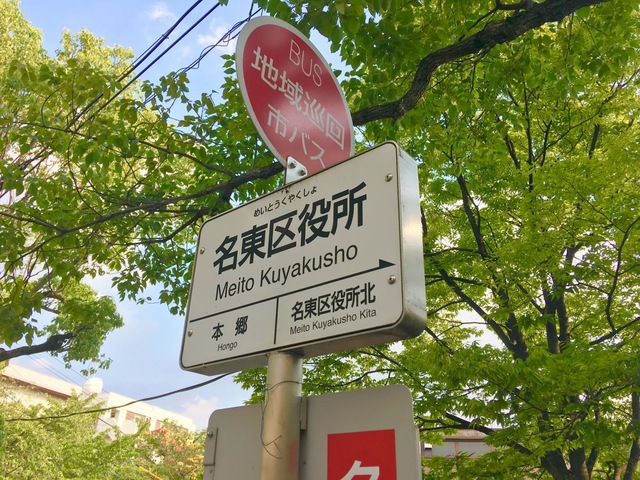 BUS
地域巡回
市バス
めいとうくやくしょ
名東区役所
Meito Kuyakusho
本郷
Hongo
名東区役所北
Meito Kuyakusho Kita